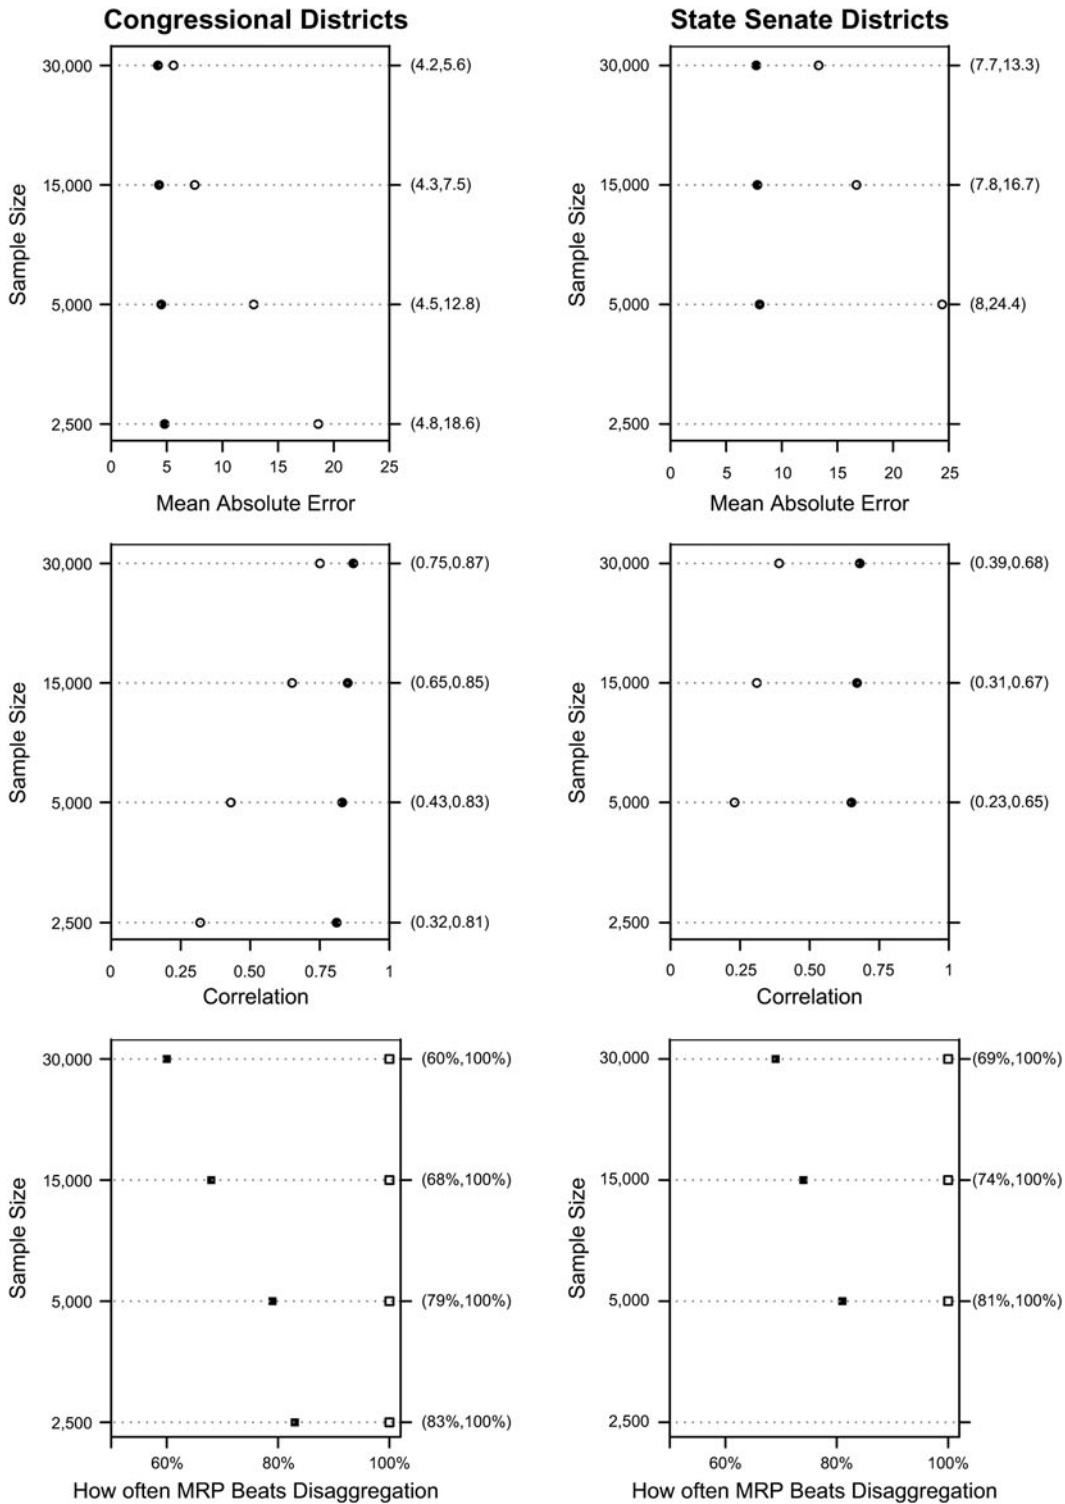 Congressional Districts
State Senate Districts
Sample Size
30,000
(4.2,5.6)
15,000
(4.3,7.5)
5,000
(4.5,12.8)
2,500
(4.8,18.6)
0 5 10 15 20 25
Mean Absolute Error
Sample Size
30,000
(7.7,13.3)
15,000
(7.8,16.7)
5,000
(8,24.4)
2,500
0 5 10 15 20 25
Mean Absolute Error
Sample Size
30,000
(0.75,0.87)
15,000
(0.65,0.85)
5,000
(0.43,0.83)
2,500
(0.32,0.81)
0 0.25 0.50 0.75 1
Correlation
Sample Size
30,000
(0.39,0.68)
15,000
(0.31,0.67)
5,000
(0.23,0.65)
2,500
0 0.25 0.50 0.75 1
Correlation
Sample Size
30,000
(60%,100%)
15,000
(68%,100%)
5,000
(79%,100%)
2,500
(83%,100%)
60% 80% 100%
How often MRP Beats Disaggregation
Sample Size
30,000
(69%,100%)
15,000
(74%,100%)
5,000
(81%,100%)
2,500
60% 80% 100%
How often MRP Beats Disaggregation